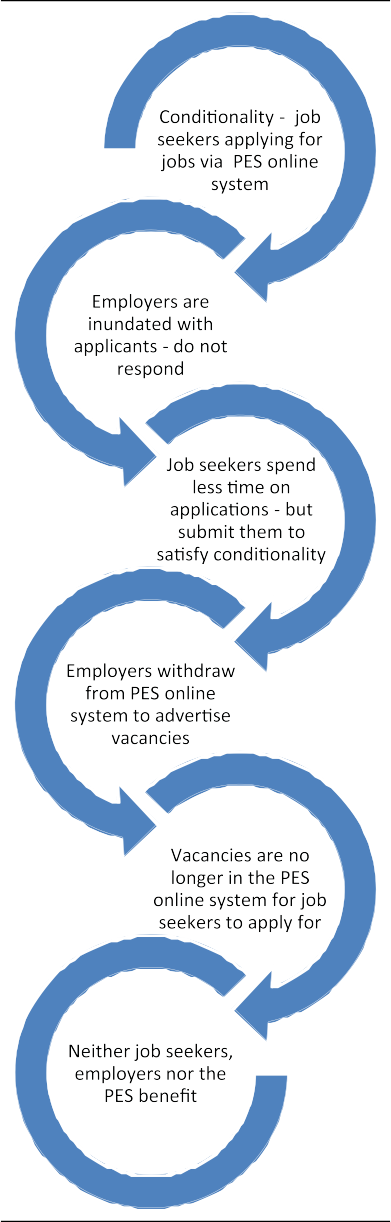 Conditionality -  job
seekers applying for
jobs via  PES online
system
Employers are
inundated with
applicants - do not
respond
Job seekers spend
less time on
applications - but
submit them to
satisfy conditionality
Employers withdraw
from PES online
system to advertise
vacancies
Vacancies are no
longer in the PES
online system for job
seekers to apply for
Neither job seekers,
employers nor the
PES benefit